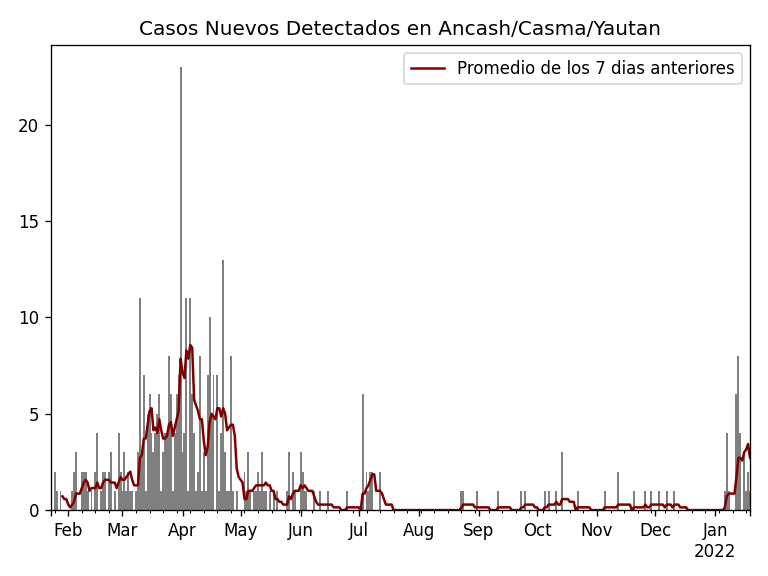 Casos Nuevos Detectados en Ancash/Casma/Yautan
Promedio de los 7 dias anteriores
20
15
10
5
0
Feb Mar Apr May Jun Jul Aug Sep Oct Nov Dec Jan
2022